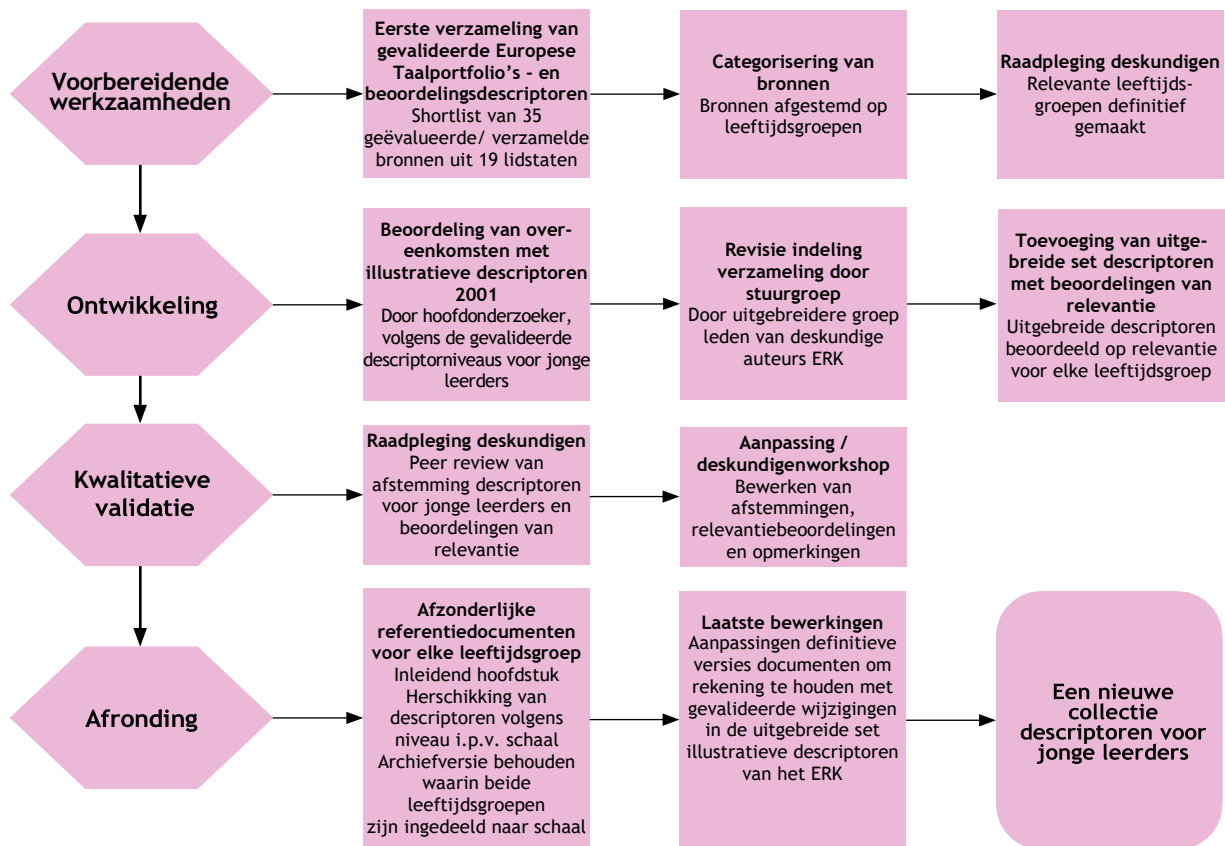 Voorbereidende
werkzaamheden
Eerste verzameling van
gevalideerde Europese
Taalportfolio's - en
beoordelingsdescriptoren
Shortlist van 35
geëvalueerde/ verzamelde
bronnen uit 19 lidstaten
Categorisering van
bronnen
Bronnen afgestemd op
leeftijdsgroepen
Raadpleging deskundigen
Relevante leeftijds-
groepen definitief
gemaakt
Ontwikkeling
Beoordeling van over-
eenkomsten met
illustratieve descriptoren
2001
Door hoofdonderzoeker,
volgens de gevalideerde
descriptorniveaus voor jonge
leerders
Revisie indeling
verzameling door
stuurgroep
Door uitgebreidere groep
leden van deskundige
auteurs ERK
Toevoeging van uitge-
breide set descriptoren
met beoordelingen van
relevantie
Uitgebreide descriptoren
beoordeeld op relevantie
voor elke leeftijdsgroep
Kwalitatieve
validatie
Raadpleging deskundigen
Peer review van
afstemming descriptoren
voor jonge leerders en
beoordelingen van
relevantie
Aanpassing /
deskundigenworkshop
Bewerken van
afstemmingen,
relevantiebeoordelingen
en opmerkingen
Afronding
Afzonderlijke
referentiedocumenten
voor elke leeftijdsgroep
Inleidend hoofdstuk
Herschikking van
descriptoren volgens
niveau i.p.v. schaal
Archiefversie behouden
waarin beide
leeftijdsgroepen
zijn ingedeeld naar schaal
Laatste bewerkingen
Aanpassingen definitieve
versies documenten om
rekening te houden met
gevalideerde wijzigingen
in de uitgebreide set
illustratieve descriptoren
van het ERK
Een nieuwe
collectie
descriptoren voor
jonge leerders